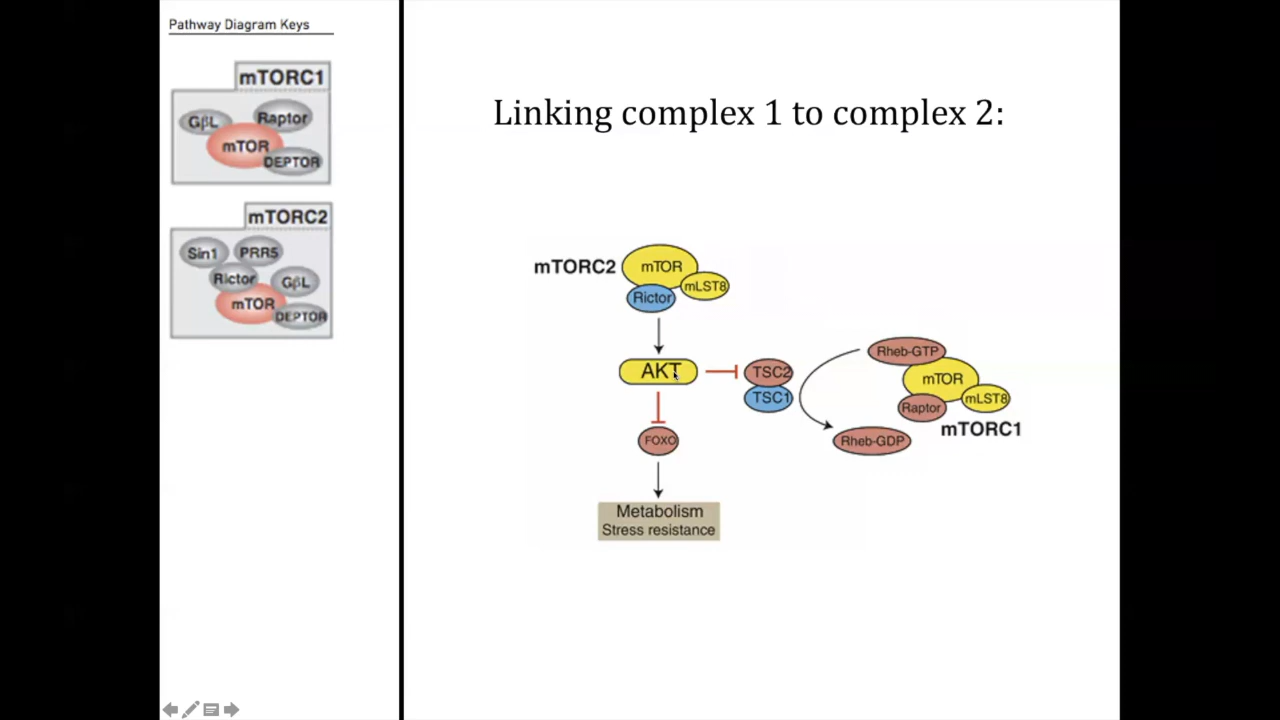 Pathway Diagram Keys
mTORC1
GβL
Raptor
mTOR
DEPTOR
mTORC2
Sin1
PRR5
Rictor
GβL
mTOR
DEPTOR
Linking complex 1 to complex 2:
mTORC2
mTOR
mLST8
Rictor
AKT
TSC2
TSC1
FOXO
Metabolism
Stress resistance
Rheb-GTP
mTOR
mLST8
Raptor
mTORC1
Rheb-GDP